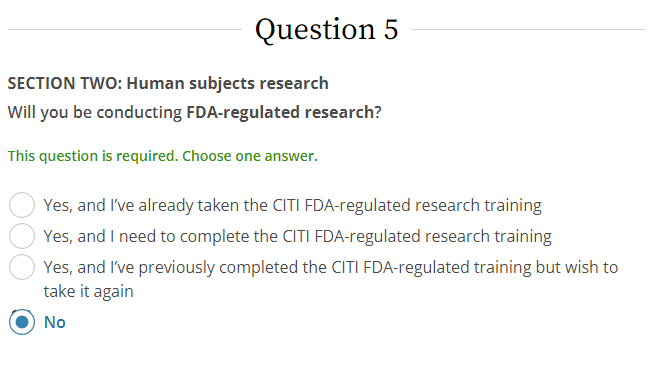 Question 5
SECTION TWO: Human subjects research
Will you be conducting FDA-regulated research?
This question is required. Choose one answer.
Yes, and I’ve already taken the CITI FDA-regulated research training
Yes, and I need to complete the CITI FDA-regulated research training
Yes, and I’ve previously completed the CITI FDA-regulated training but wish to
take it again
No